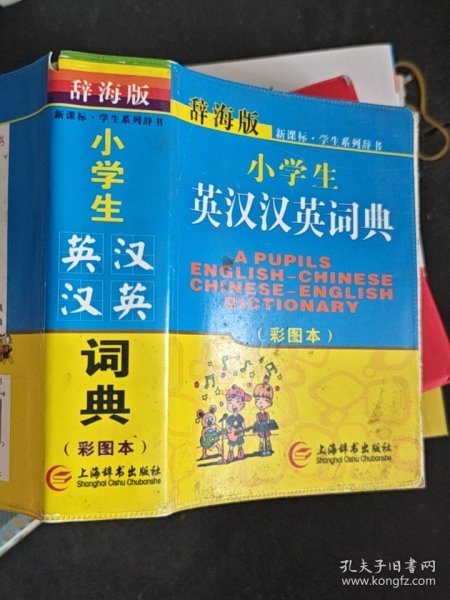 辞海版
新课标·学生系列辞书
小学生
英汉
汉英
词典
(彩图本)
上海辞书出版社
Shanghai Cishu Chubanshe
辞海版
新课标·学生系列辞书
小学生
英汉汉英词典
A PUPILS
ENGLISH-CHINESE
CHINESE-ENGLISH
DICTIONARY
(彩图本)
上海辞书出版社
Shanghai Cishu Chubanshe
孔夫子旧书网
www.kongfz.com